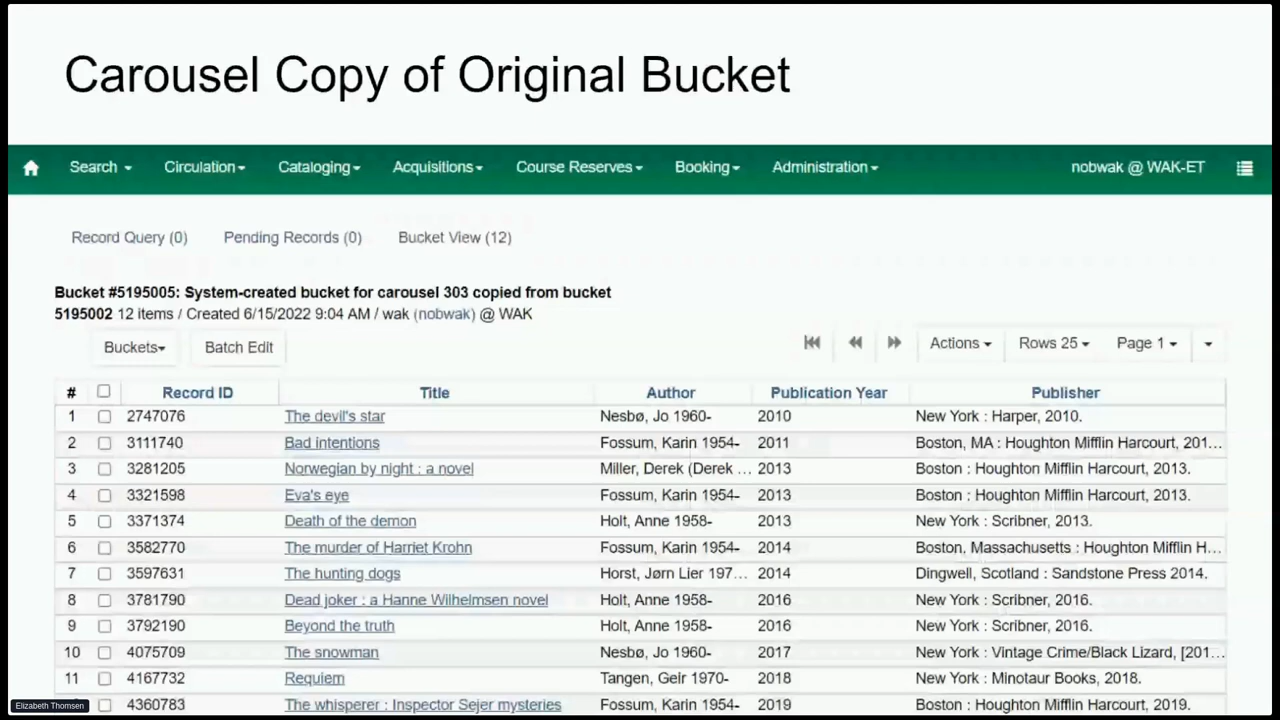 Carousel Copy of Original Bucket
Search Circulation Cataloging Acquisitions Course Reserves Booking Administration nobwak @ WAK-ET
Record Query (0) Pending Records (0) Bucket View (12)
Bucket #5195005: System-created bucket for carousel 303 copied from bucket
5195002 12 items / Created 6/15/2022 9:04 AM / wak (nobwak) @ WAK
Buckets Batch Edit Actions Rows 25 Page 1
# Record ID Title Author Publication Year Publisher
1 2747076 The devil's star Nesbø, Jo 1960- 2010 New York : Harper, 2010.
2 3111740 Bad intentions Fossum, Karin 1954- 2011 Boston, MA : Houghton Mifflin Harcourt, 201...
3 3281205 Norwegian by night : a novel Miller, Derek (Derek ... 2013 Boston : Houghton Mifflin Harcourt, 2013.
4 3321598 Eva's eye Fossum, Karin 1954- 2013 Boston : Houghton Mifflin Harcourt, 2013.
5 3371374 Death of the demon Holt, Anne 1958- 2013 New York : Scribner, 2013.
6 3582770 The murder of Harriet Krohn Fossum, Karin 1954- 2014 Boston, Massachusetts : Houghton Mifflin H...
7 3597631 The hunting dogs Horst, Jørn Lier 197... 2014 Dingwell, Scotland : Sandstone Press 2014.
8 3781790 Dead joker : a Hanne Wilhelmsen novel Holt, Anne 1958- 2016 New York : Scribner, 2016.
9 3792190 Beyond the truth Holt, Anne 1958- 2016 New York : Scribner, 2016.
10 4075709 The snowman Nesbø, Jo 1960- 2017 New York : Vintage Crime/Black Lizard, [201...
11 4167732 Requiem Tangen, Geir 1970- 2018 New York : Minotaur Books, 2018.
4360783 The whisperer : Inspector Sejer mysteries Fossum, Karin 1954- 2019 Boston : Houghton Mifflin Harcourt, 2019.
Elizabeth Thomsen